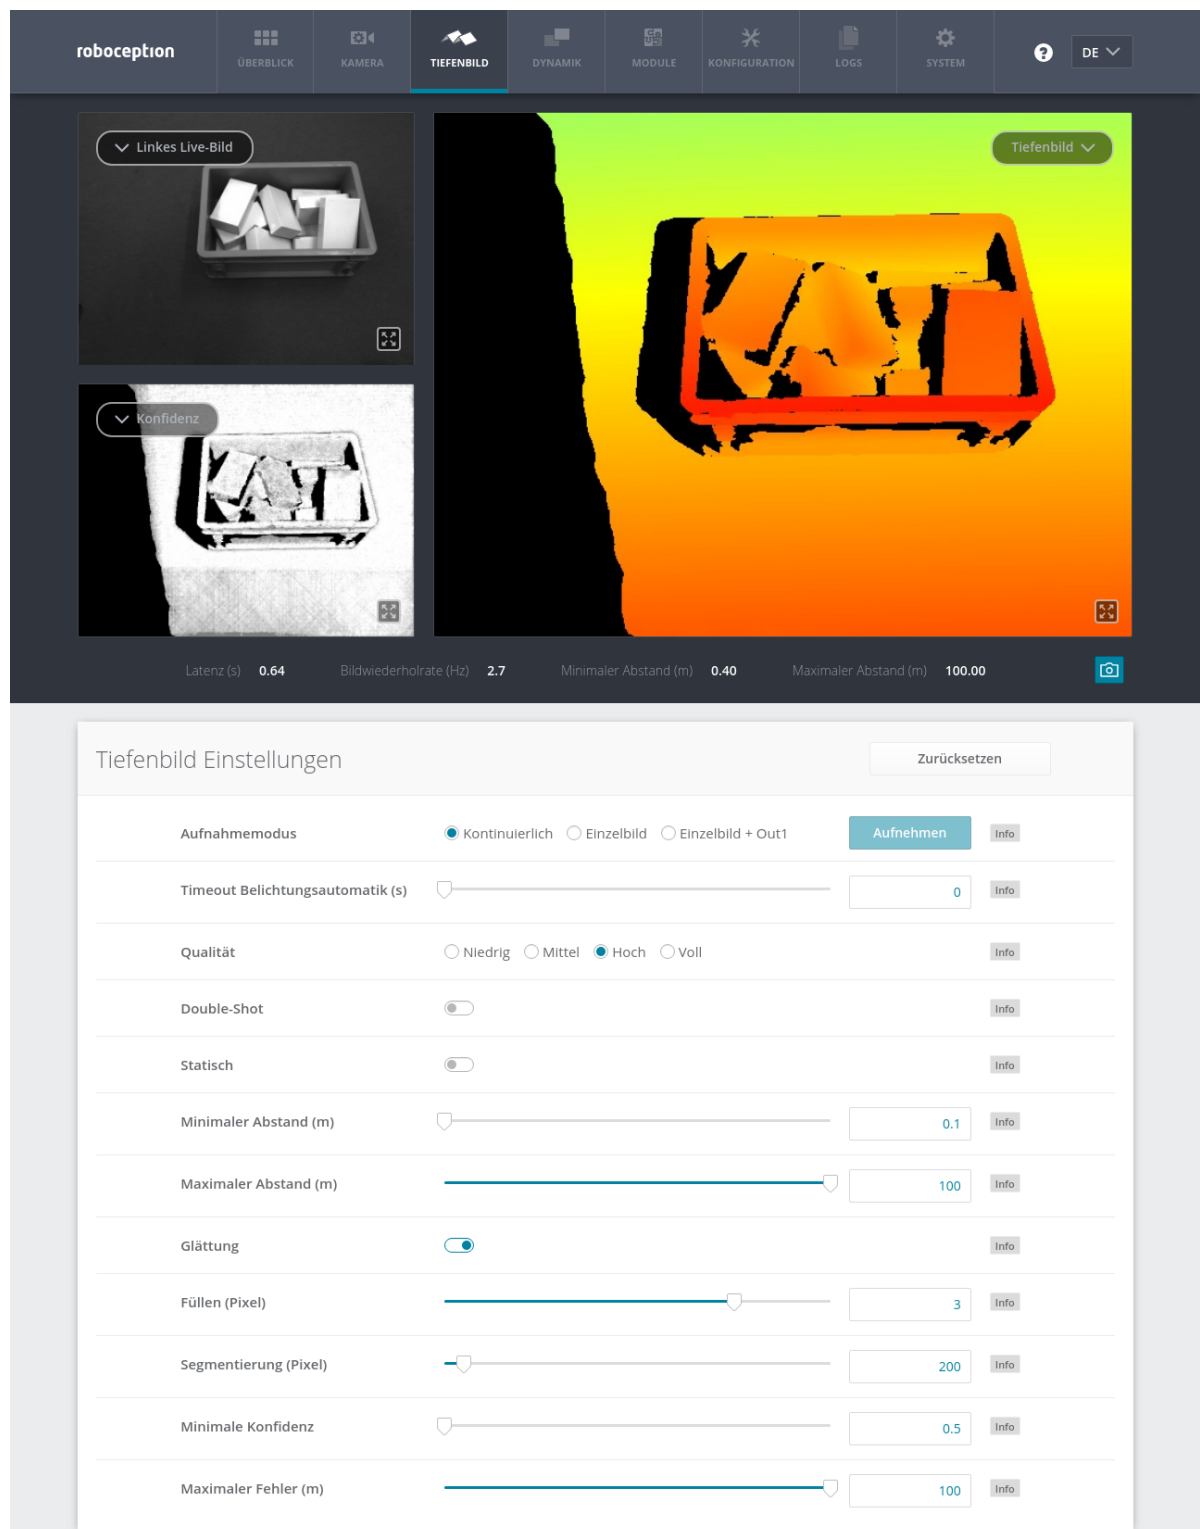 roboception
ÜBERBLICK
KAMERA
TIEFENBILD
DYNAMIK
MODULE
KONFIGURATION
LOGS
SYSTEM
?
DE
Linkes Live-Bild
Tiefenbild
Konfidenz
Latenz (s) 0.64 Bildwiederholrate (Hz) 2.7 Minimaler Abstand (m) 0.40 Maximaler Abstand (m) 100.00
Tiefenbild Einstellungen
Zurücksetzen
Aufnahmemodus Kontinuierlich Einzelbild Einzelbild + Out1 Aufnehmen Info
Timeout Belichtungsautomatik (s) 0 Info
Qualität Niedrig Mittel Hoch Voll Info
Double-Shot Info
Statisch Info
Minimaler Abstand (m) 0.1 Info
Maximaler Abstand (m) 100 Info
Glättung Info
Füllen (Pixel) 3 Info
Segmentierung (Pixel) 200 Info
Minimale Konfidenz 0.5 Info
Maximaler Fehler (m) 100 Info